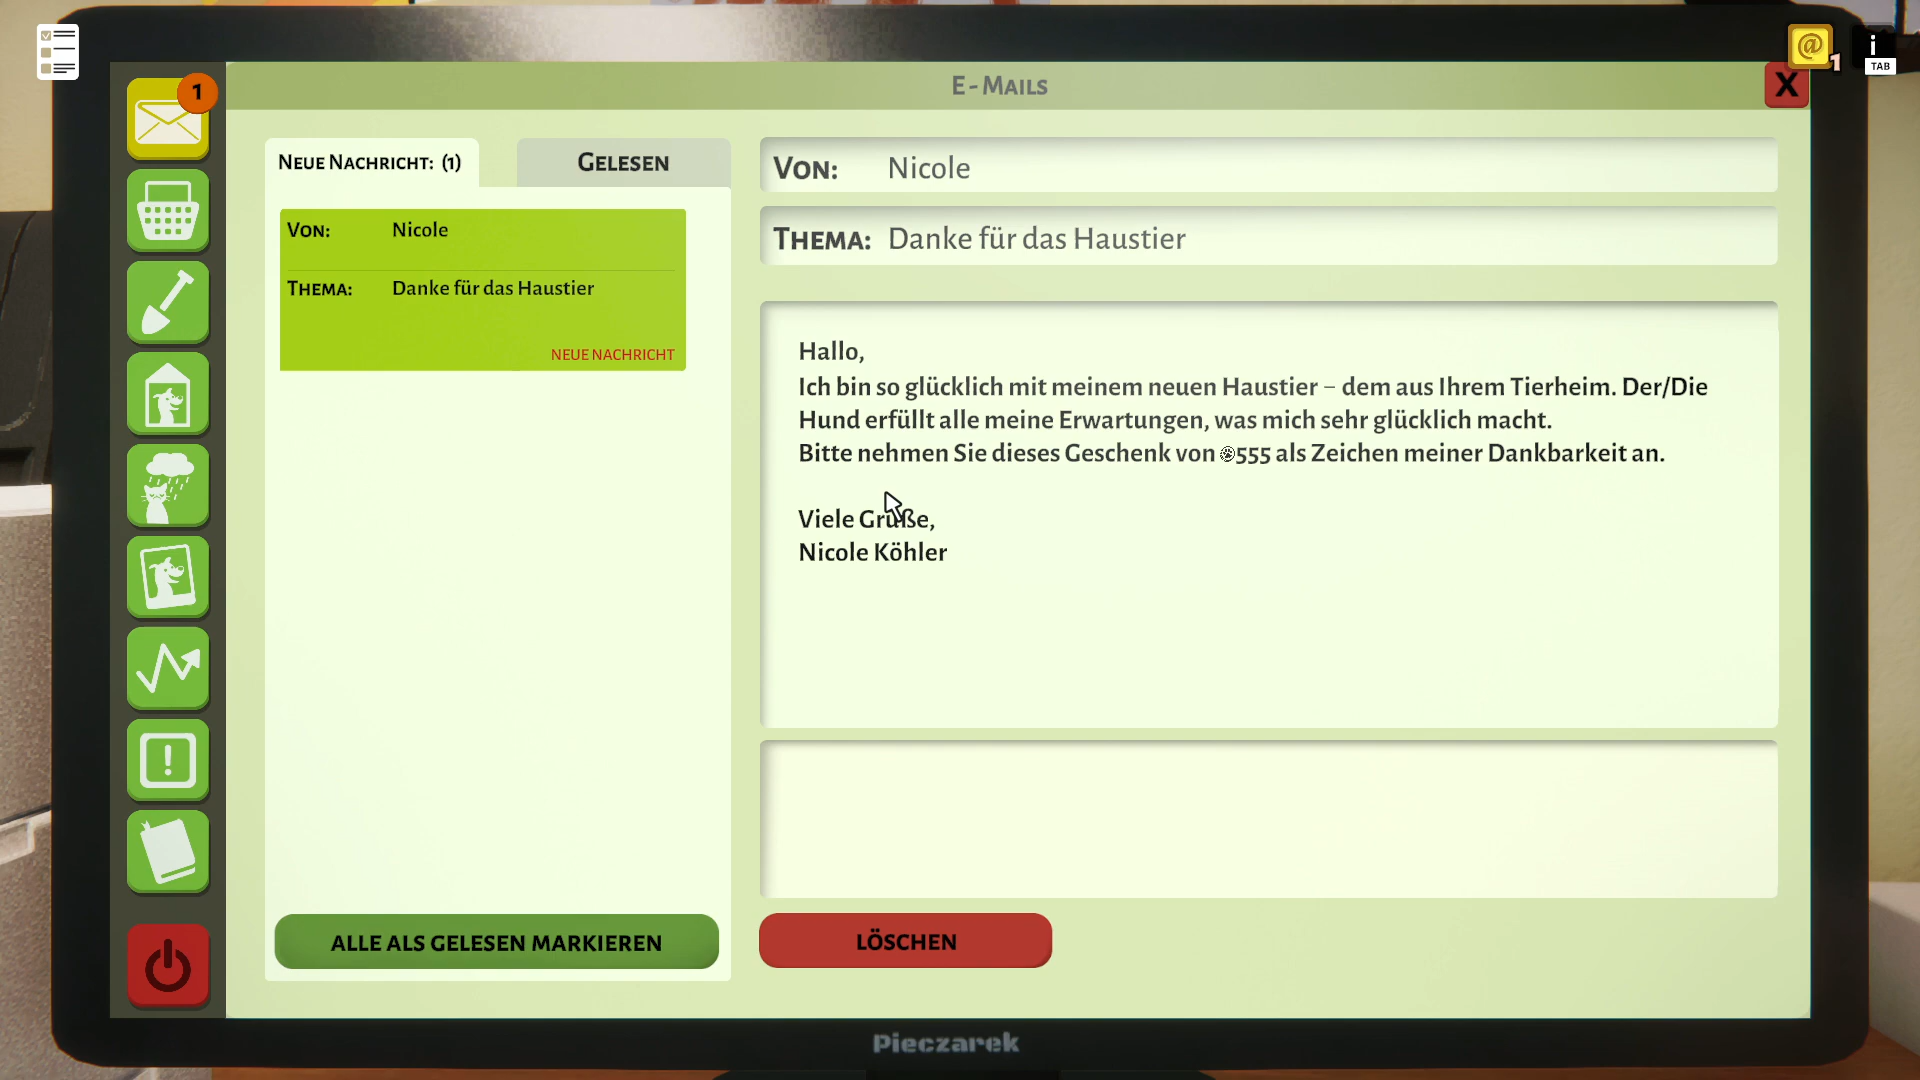 E-Mails
1
i
TAB
1
X
Neue Nachricht: (1)
Gelesen
Von: Nicole
Thema: Danke für das Haustier
NEUE NACHRICHT
Von: Nicole
Thema: Danke für das Haustier
Hallo,
Ich bin so glücklich mit meinem neuen Haustier – dem aus Ihrem Tierheim. Der/Die
Hund erfüllt alle meine Erwartungen, was mich sehr glücklich macht.
Bitte nehmen Sie dieses Geschenk von 555 als Zeichen meiner Dankbarkeit an.
Viele Grüße,
Nicole Köhler
ALLE ALS GELESEN MARKIEREN
LÖSCHEN
Pieczarek